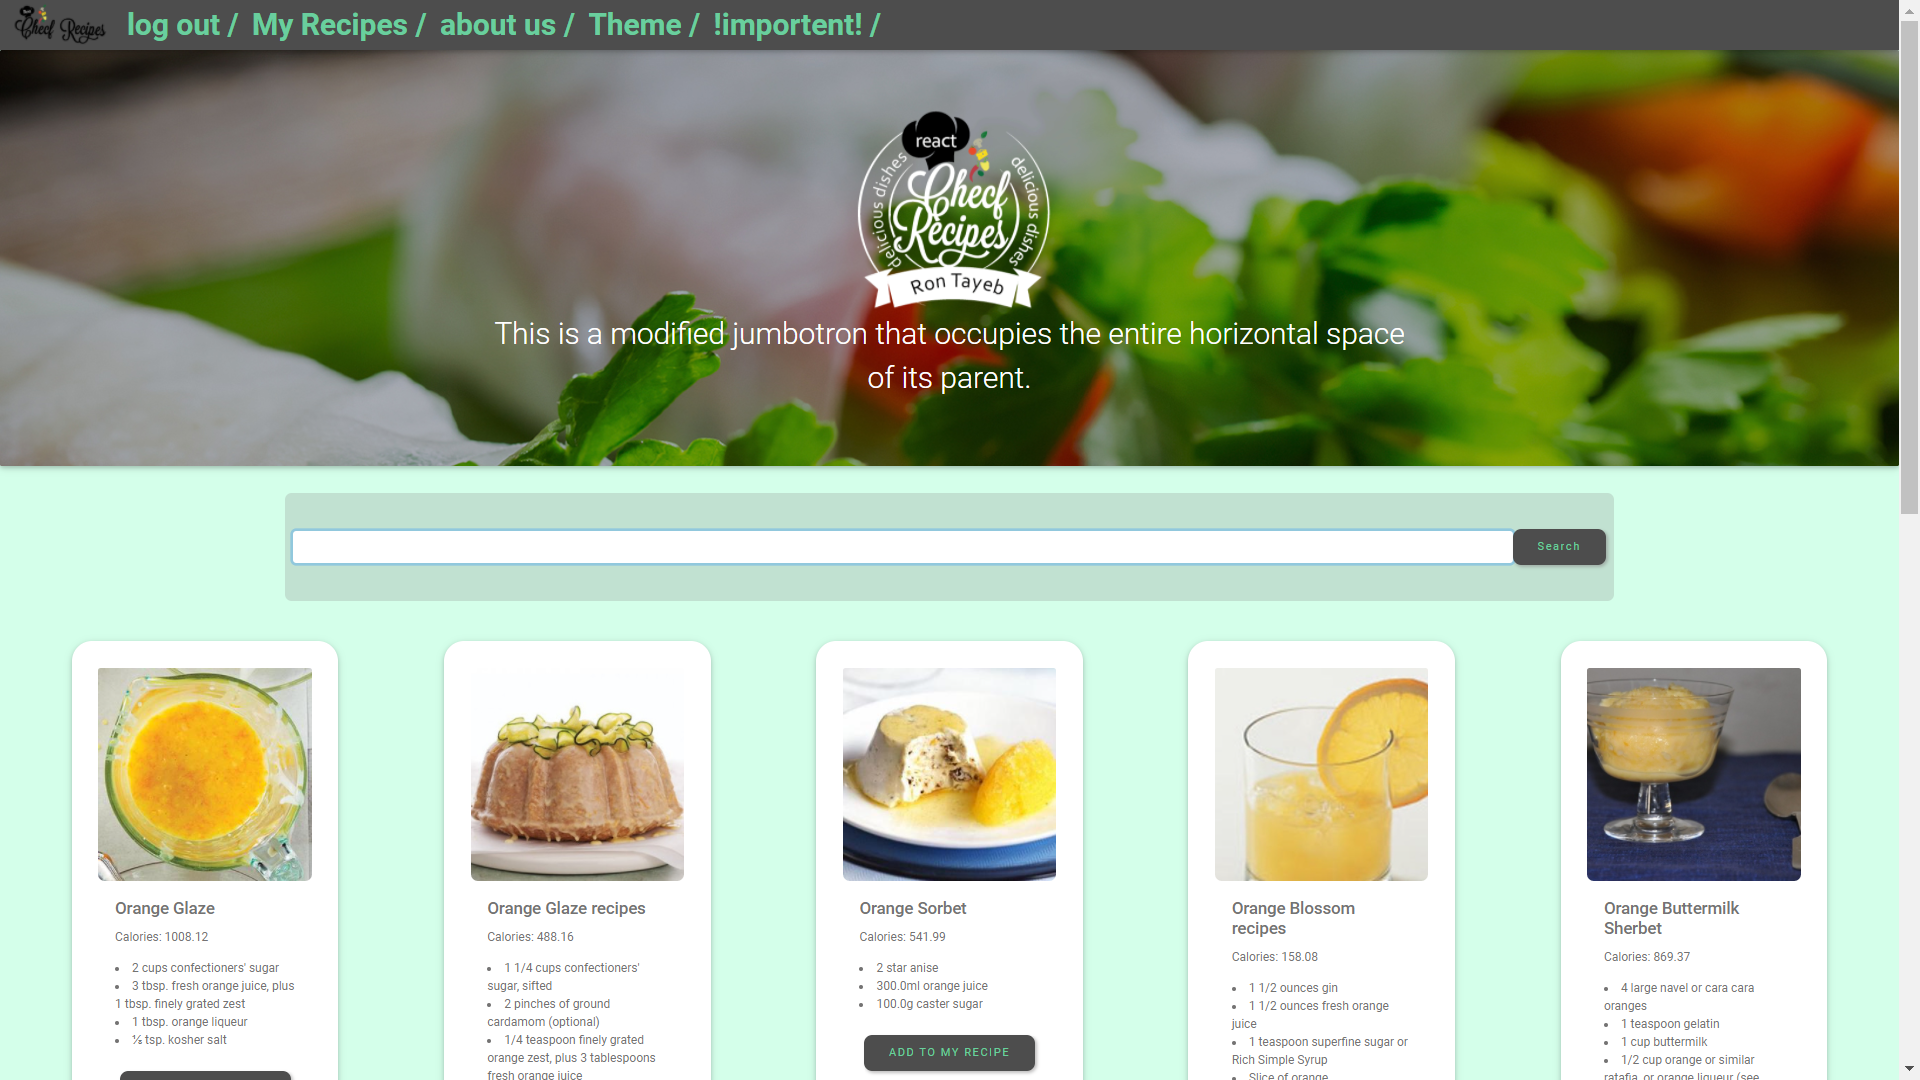 Checf Recipes
log out /
My Recipes /
about us /
Theme /
!importent! /
react
delicious dishes
delicious dishes
Checf
Recipes
Ron Tayeb
This is a modified jumbotron that occupies the entire horizontal space
of its parent.
Search
Orange Glaze
Calories: 1008.12
• 2 cups confectioners' sugar
• 3 tbsp. fresh orange juice, plus
1 tbsp. finely grated zest
• 1 tbsp. orange liqueur
• ⅛ tsp. kosher salt
Orange Glaze recipes
Calories: 488.16
• 1 1/4 cups confectioners'
sugar, sifted
• 2 pinches of ground
cardamom (optional)
• 1/4 teaspoon finely grated
orange zest, plus 3 tablespoons
fresh orange juice
Orange Sorbet
Calories: 541.99
• 2 star anise
• 300.0ml orange juice
• 100.0g caster sugar
ADD TO MY RECIPE
Orange Blossom
recipes
Calories: 158.08
• 1 1/2 ounces gin
• 1 1/2 ounces fresh orange
juice
• 1 teaspoon superfine sugar or
Rich Simple Syrup
• Slice of orange
Orange Buttermilk
Sherbet
Calories: 869.37
• 4 large navel or cara cara
oranges
• 1 teaspoon gelatin
• 1 cup buttermilk
• 1/2 cup orange or similar
ratafia, or orange liqueur (see